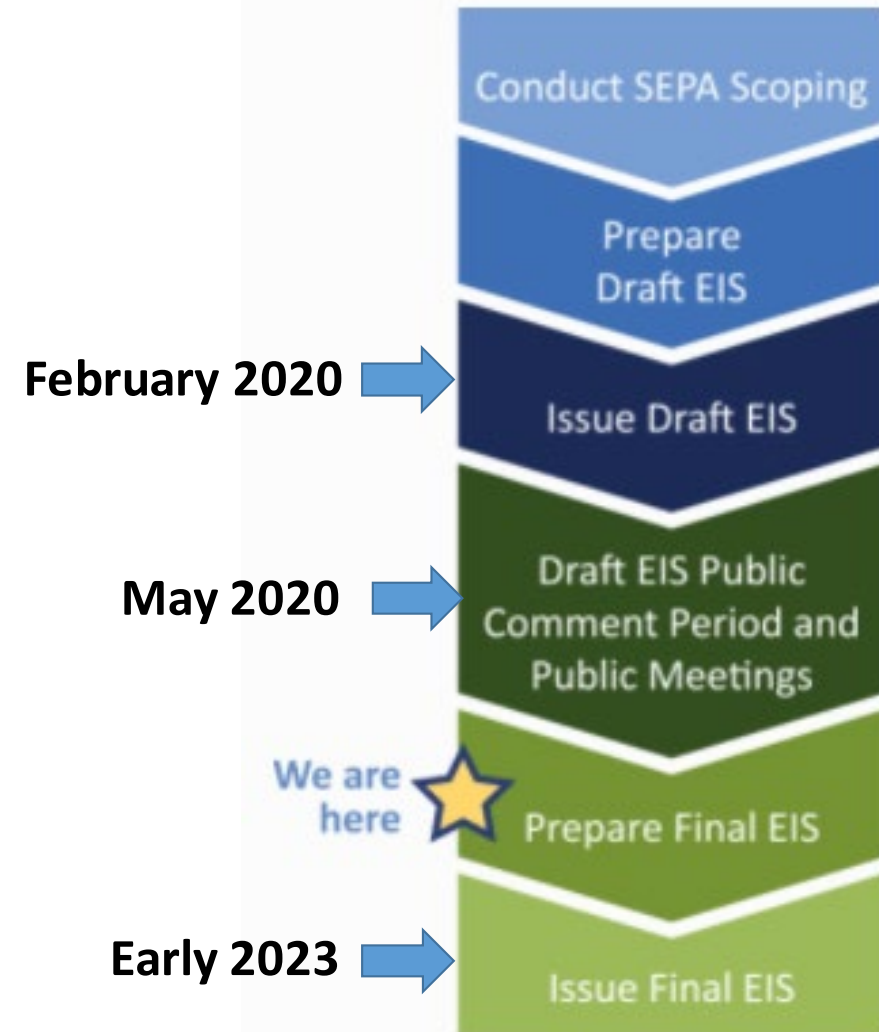 Conduct SEPA Scoping
Prepare
Draft EIS
February 2020
Issue Draft EIS
May 2020
Draft EIS Public
Comment Period and
Public Meetings
We are
here
Prepare Final EIS
Early 2023
Issue Final EIS